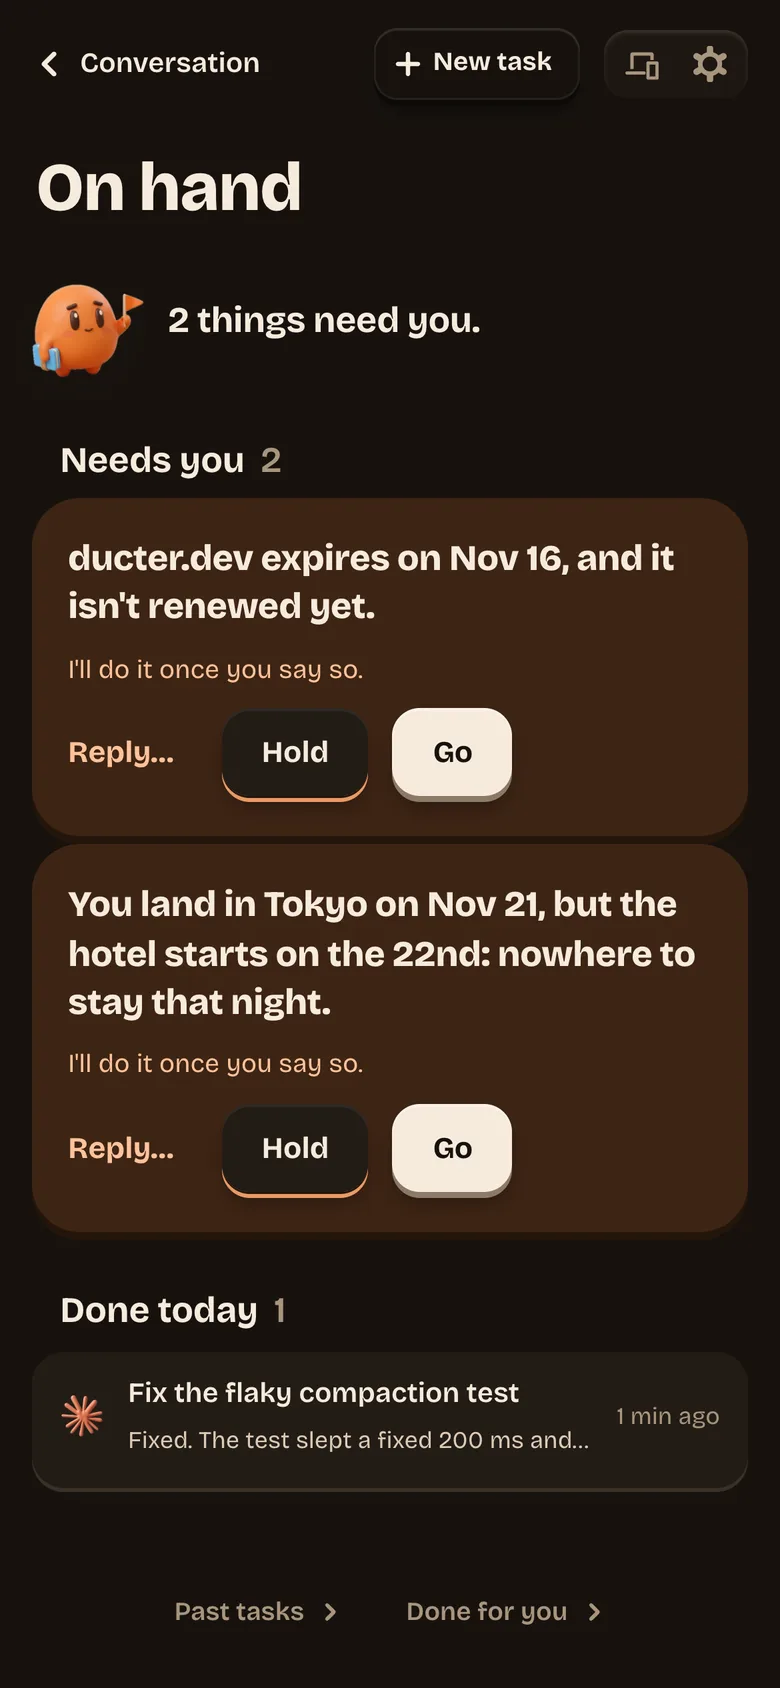 Conversation
New task
On hand
2 things need you.
Needs you 2
ducter.dev expires on Nov 16, and it
isn't renewed yet.
I'll do it once you say so.
Reply...
Hold
Go
You land in Tokyo on Nov 21, but the
hotel starts on the 22nd: nowhere to
stay that night.
I'll do it once you say so.
Reply...
Hold
Go
Done today 1
Fix the flaky compaction test
1 min ago
Fixed. The test slept a fixed 200 ms and...
Past tasks
Done for you